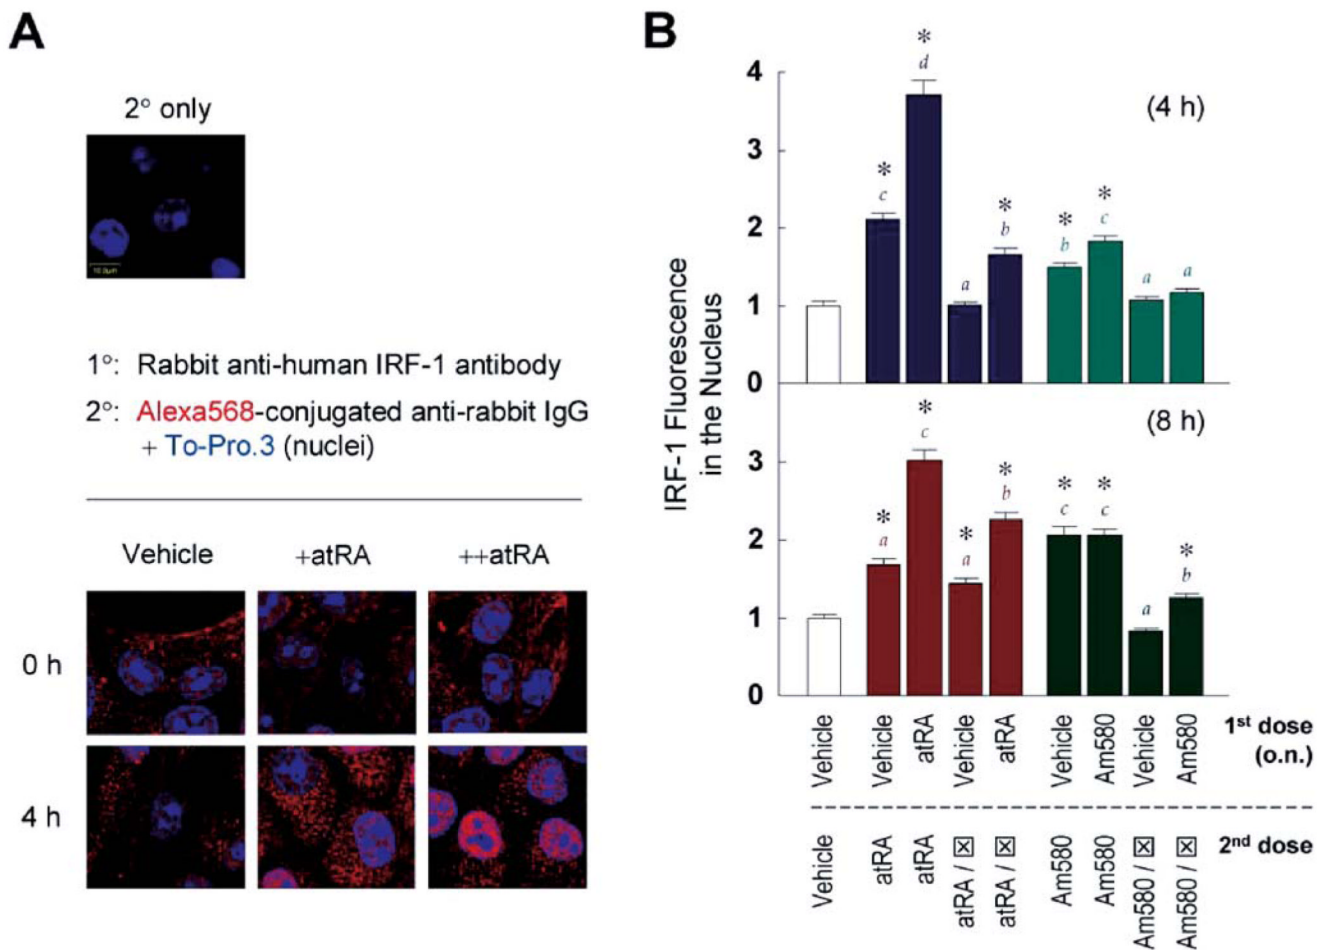 A
2° only
10.0µm
1°: Rabbit anti-human IRF-1 antibody
2°: Alexa568-conjugated anti-rabbit IgG
+ To-Pro.3 (nuclei)
Vehicle +atRA ++atRA
0 h
4 h
B
IRF-1 Fluorescence
in the Nucleus
(4 h)
4
3
2
1
0
* c
* d
a
* b
* b
* c
a
a
(8 h)
3
2
1
0
* a
* c
* a
* b
* c
* c
a
* b
Vehicle Vehicle atRA Vehicle atRA Vehicle Am580 Vehicle Am580 1st dose
(o.n.)
Vehicle atRA atRA atRA / ☒ atRA / ☒ Am580 Am580 Am580 / ☒ Am580 / ☒ 2nd dose